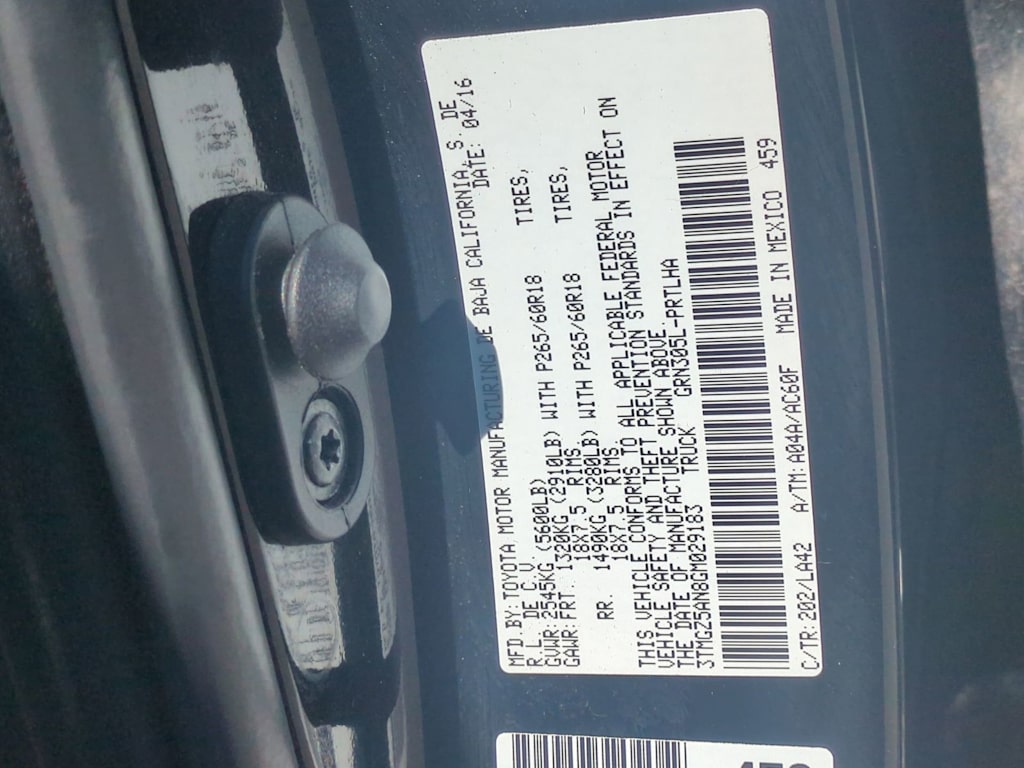 MFD. BY: TOYOTA MOTOR MANUFACTURING DE BAJA CALIFORNIA, S. DE
R. L. DE C. V. DATE: 04/16
GVWR: 2545KG (5600LB)
GAWR: FRT. 1320KG (2910LB) WITH P265/60R18 TIRES,
18X7.5 RIMS
RR. 1490KG (3280LB) WITH P265/60R18 TIRES,
18X7.5 RIMS.
THIS VEHICLE CONFORMS TO ALL APPLICABLE FEDERAL MOTOR
VEHICLE SAFETY AND THEFT PREVENTION STANDARDS IN EFFECT ON
THE DATE OF MANUFACTURE SHOWN ABOVE.
3TMGZ5AN8GM029183 TRUCK GRN305L-PRTLHA
C/TR: 202/LA42 A/TM: A04A/AC60F MADE IN MEXICO 459